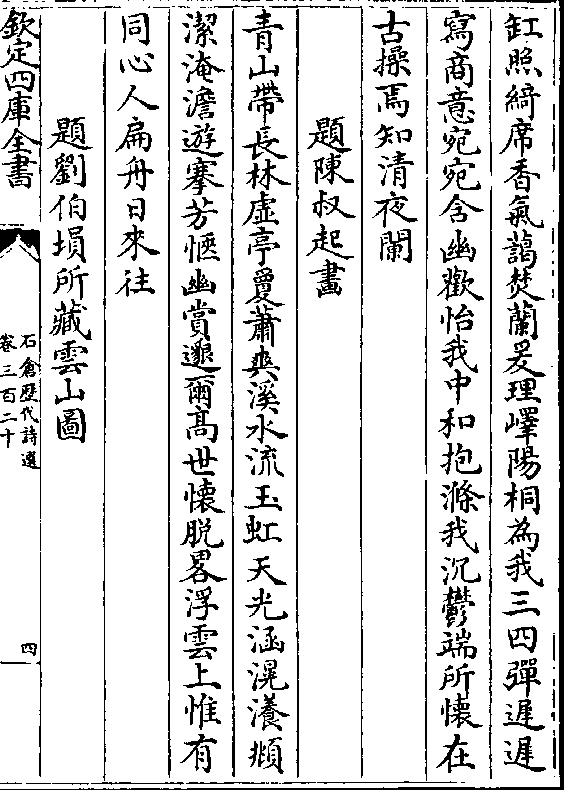 缸照綺席香氣藹焚蘭爰理嶧陽桐為我三四彈遲遲
寫商意宛宛含幽歡怡我中和抱滌我沉鬱端所懷在
古操焉知清夜闌
題陳叔起畫
青山帶長林虛亭夐蕭爽溪水流玉虹天光涵滉瀁頫
潔淹澹遊搴芳愜幽賞邈爾高世懷脱畧浮雲上惟有
同心人扁舟日來往
題劉伯塤所藏雲山圖
欽定四庫全書
石倉歷代詩選
卷三百二十
四